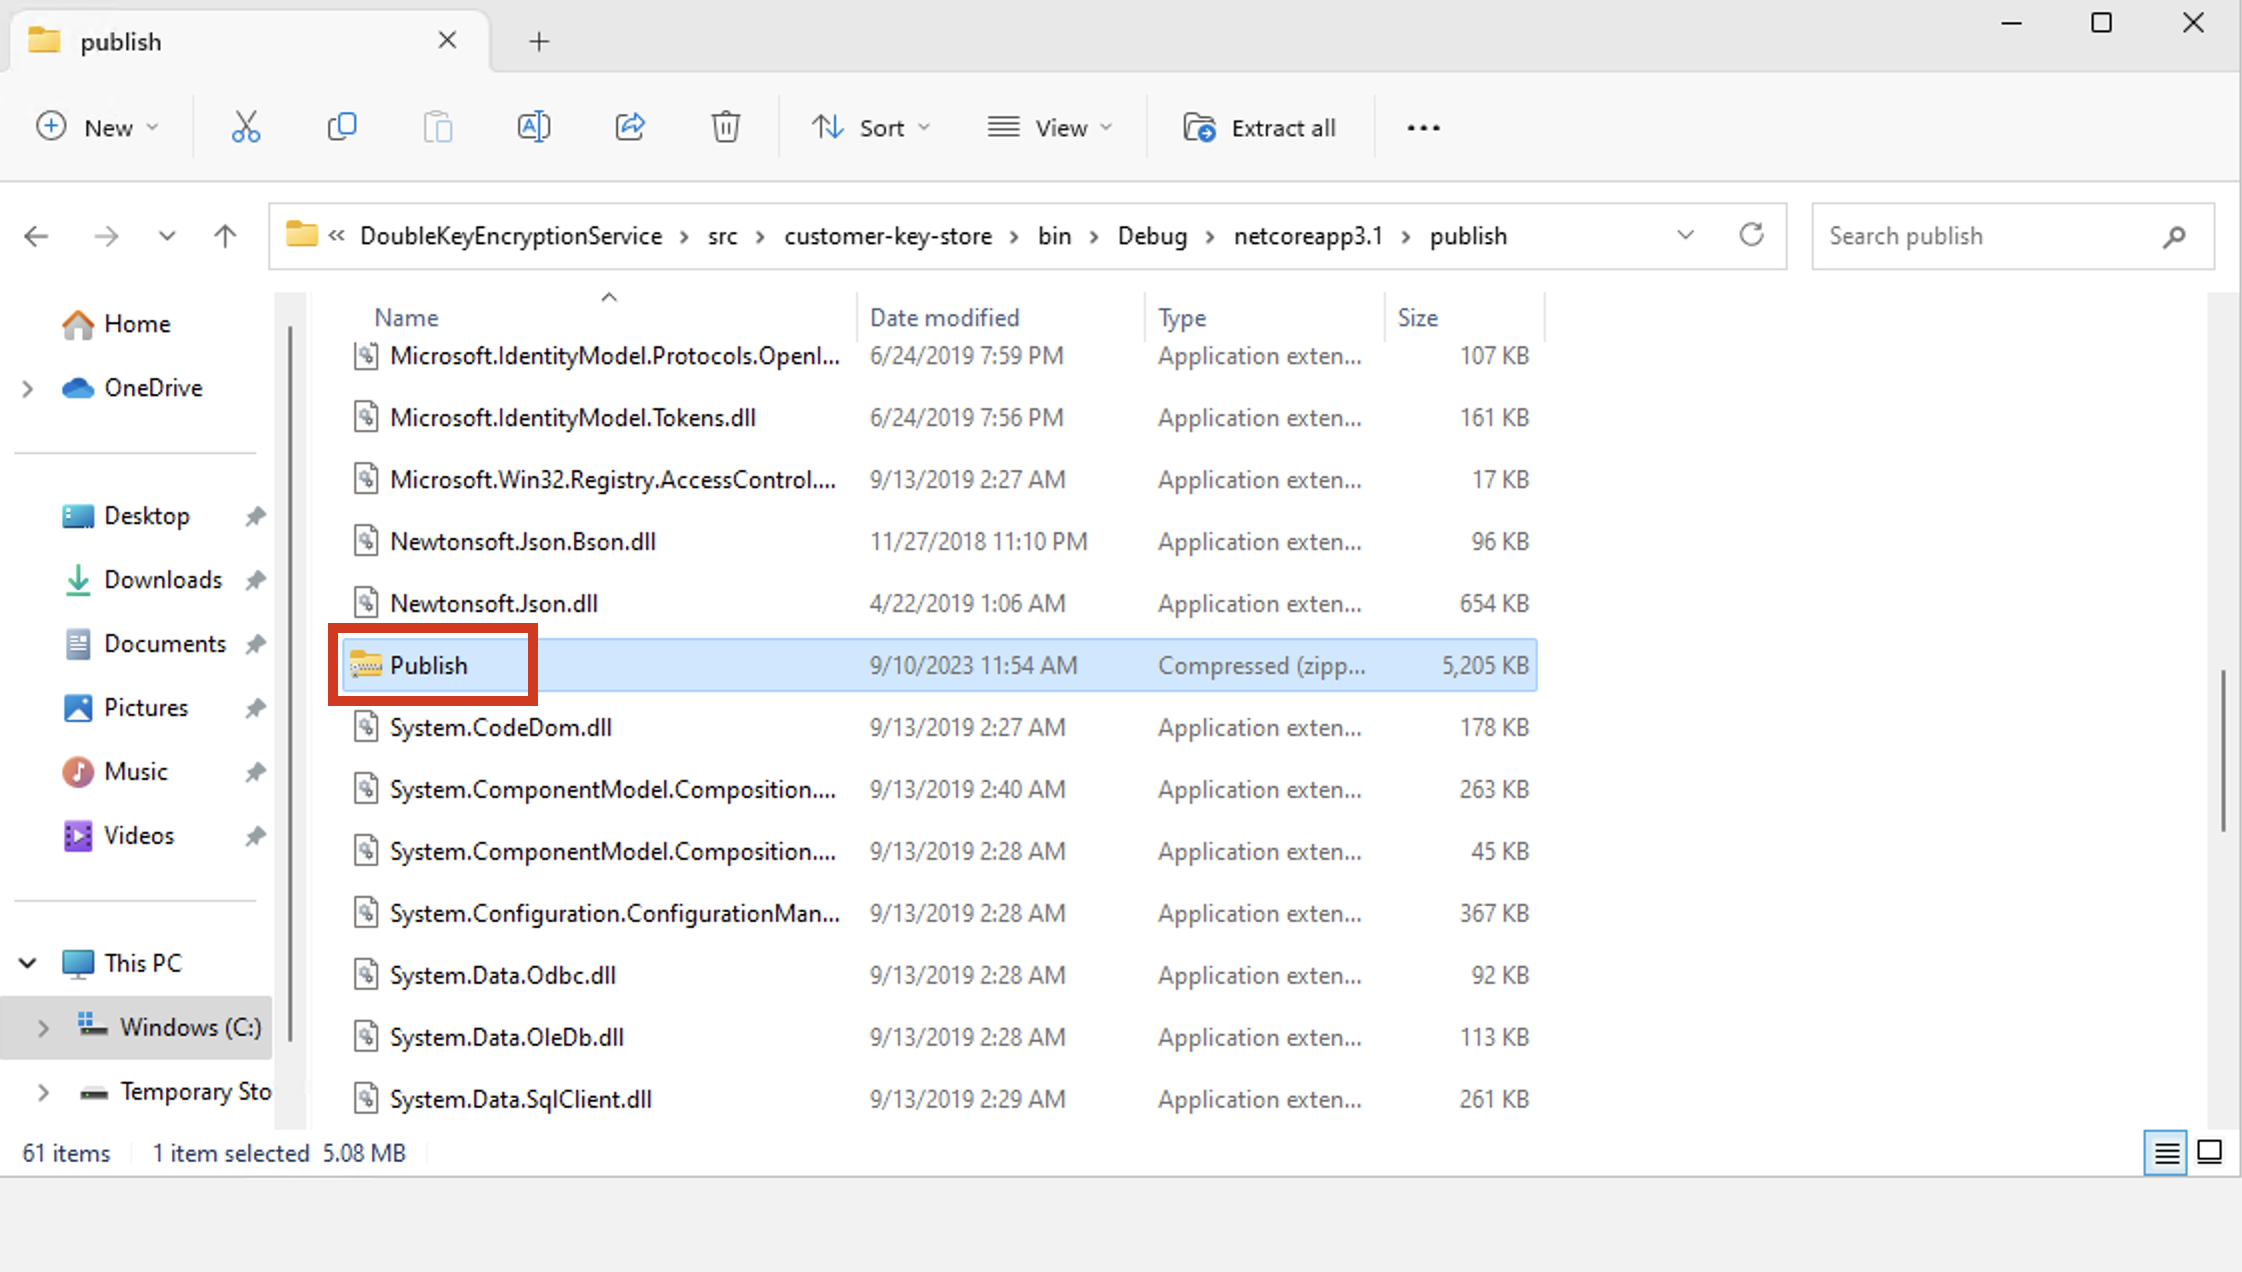 publish
New Sort View Extract all
« DoubleKeyEncryptionService > src > customer-key-store > bin > Debug > netcoreapp3.1 > publish Search publish
Home
OneDrive
Desktop
Downloads
Documents
Pictures
Music
Videos
This PC
Windows (C:)
Temporary Sto
Name Date modified Type Size
Microsoft.IdentityModel.Protocols.OpenI... 6/24/2019 7:59 PM Application exten... 107 KB
Microsoft.IdentityModel.Tokens.dll 6/24/2019 7:56 PM Application exten... 161 KB
Microsoft.Win32.Registry.AccessControl.... 9/13/2019 2:27 AM Application exten... 17 KB
Newtonsoft.Json.Bson.dll 11/27/2018 11:10 PM Application exten... 96 KB
Newtonsoft.Json.dll 4/22/2019 1:06 AM Application exten... 654 KB
Publish 9/10/2023 11:54 AM Compressed (zipp... 5,205 KB
System.CodeDom.dll 9/13/2019 2:27 AM Application exten... 178 KB
System.ComponentModel.Composition.... 9/13/2019 2:40 AM Application exten... 263 KB
System.ComponentModel.Composition.... 9/13/2019 2:28 AM Application exten... 45 KB
System.Configuration.ConfigurationMan... 9/13/2019 2:28 AM Application exten... 367 KB
System.Data.Odbc.dll 9/13/2019 2:28 AM Application exten... 92 KB
System.Data.OleDb.dll 9/13/2019 2:28 AM Application exten... 113 KB
System.Data.SqlClient.dll 9/13/2019 2:29 AM Application exten... 261 KB
61 items 1 item selected 5.08 MB